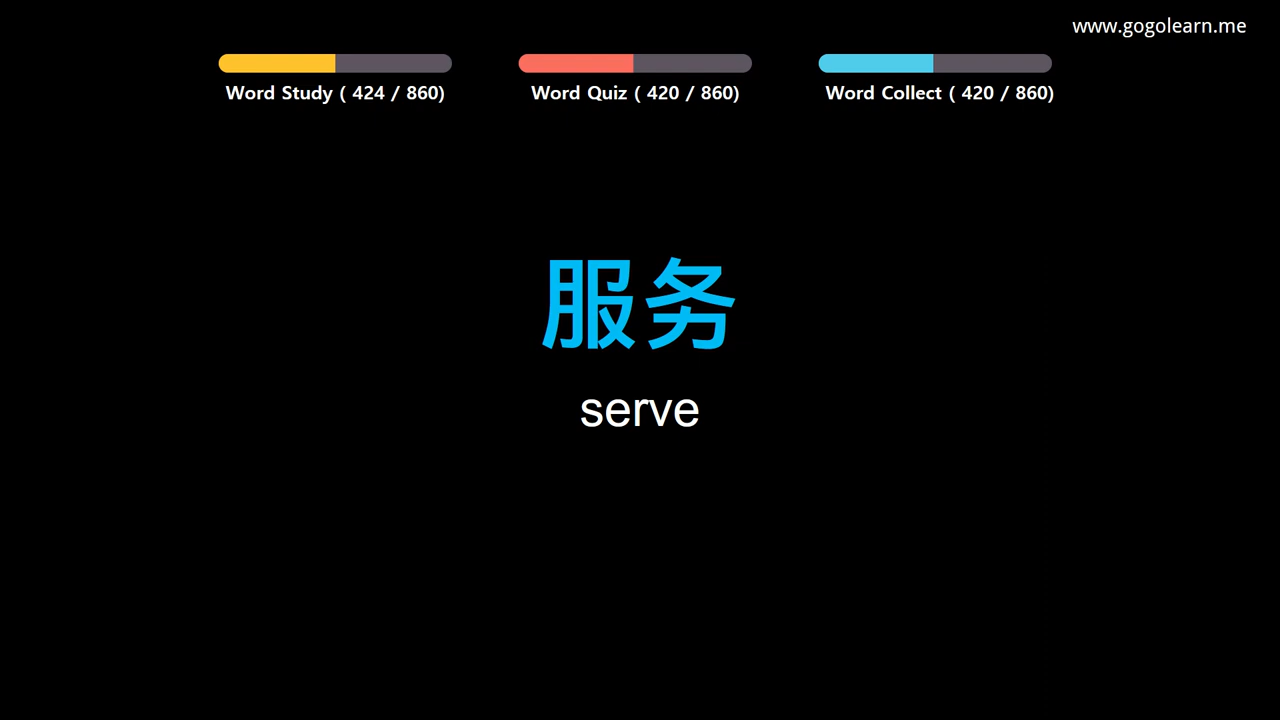 www.gogolearn.me
Word Study ( 424 / 860)
Word Quiz ( 420 / 860)
Word Collect ( 420 / 860)
服务
serve